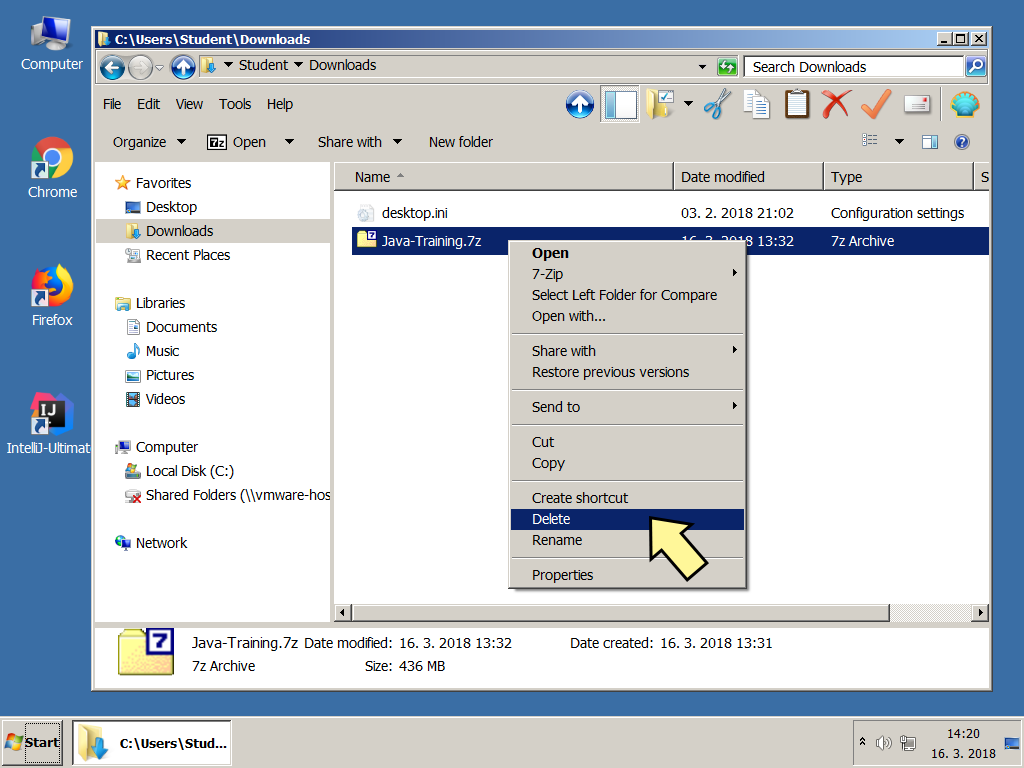 Computer
Chrome
Firefox
IntelliJ-Ultimat
C:\Users\Student\Downloads
Student Downloads
Search Downloads
File Edit View Tools Help
Organize 7z Open Share with New folder
Favorites
Desktop
Downloads
Recent Places
Libraries
Documents
Music
Pictures
Videos
Computer
Local Disk (C:)
Shared Folders (\\vmware-hos
Network
Name Date modified Type S
desktop.ini 03. 2. 2018 21:02 Configuration settings
Java-Training.7z 16. 3. 2018 13:32 7z Archive
Open
7-Zip
Select Left Folder for Compare
Open with...
Share with
Restore previous versions
Send to
Cut
Copy
Create shortcut
Delete
Rename
Properties
7
Java-Training.7z Date modified: 16. 3. 2018 13:32 Date created: 16. 3. 2018 13:31
7z Archive Size: 436 MB
Start
C:\Users\Stud...
14:20
16. 3. 2018